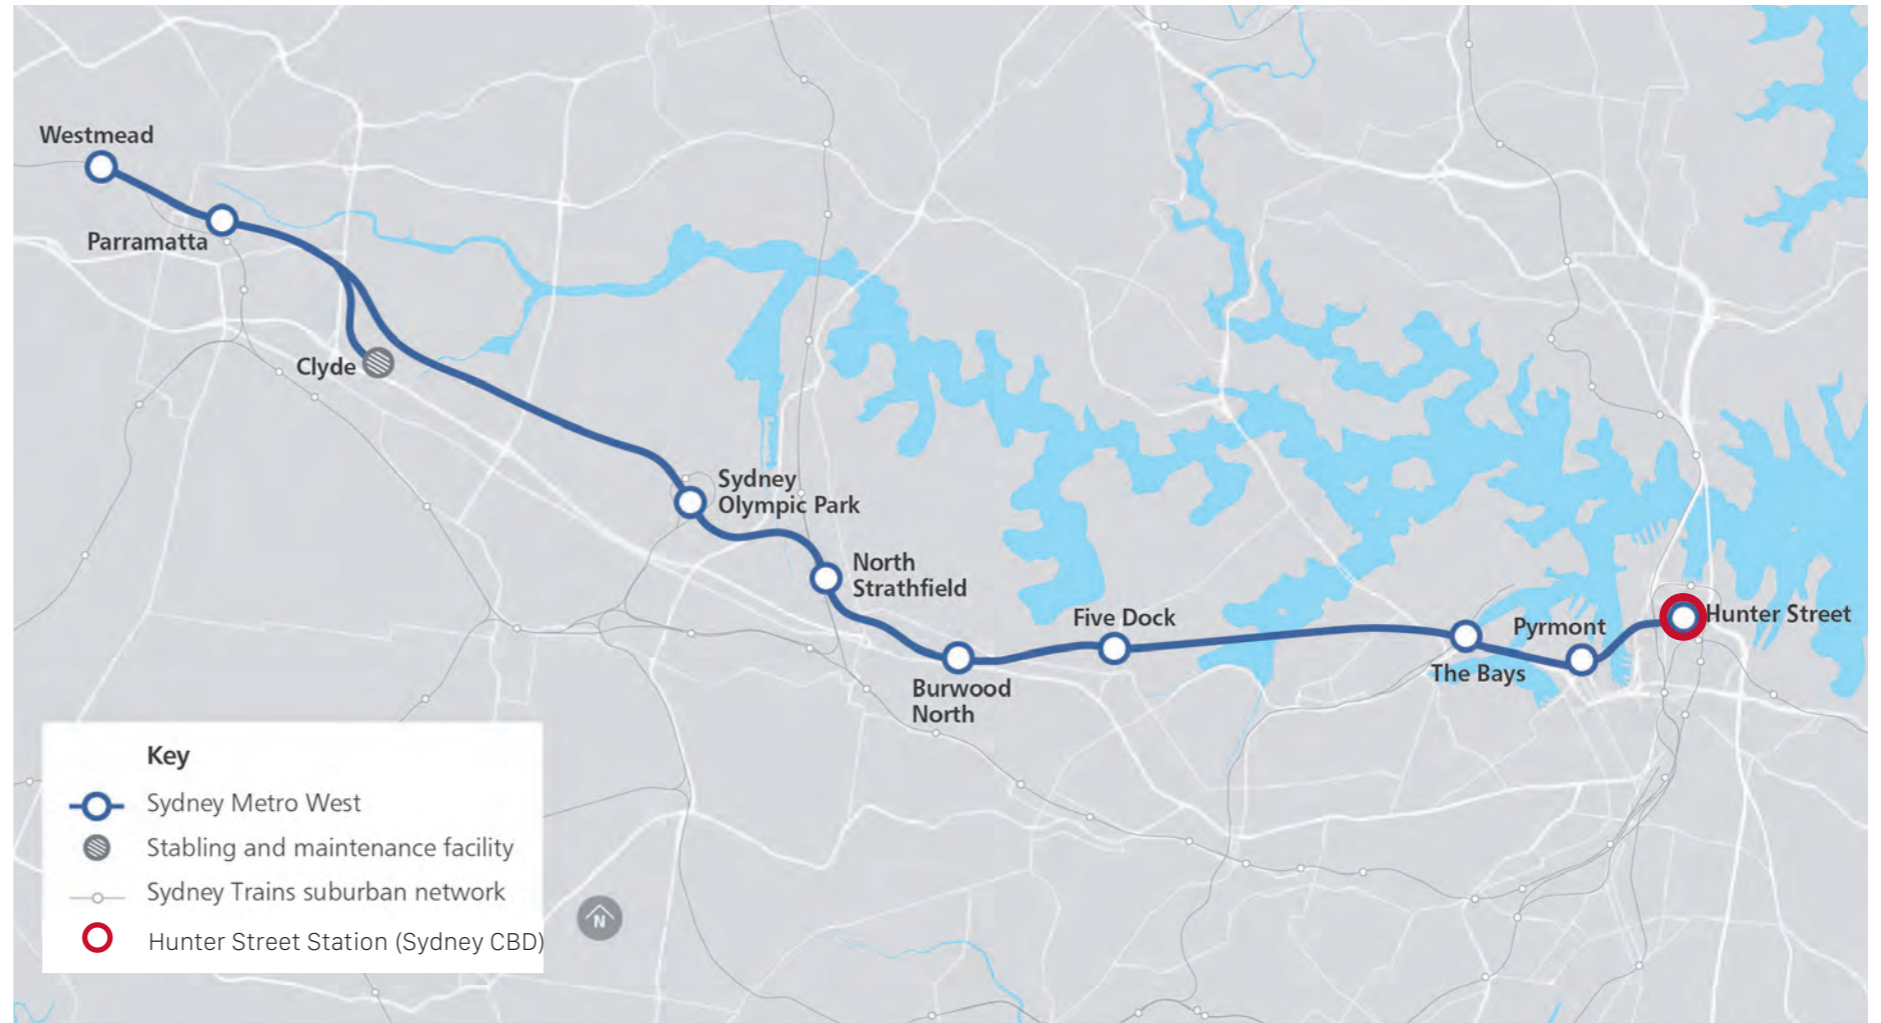 Westmead
Parramatta
Clyde
Sydney
Olympic Park
North
Strathfield
Burwood
North
Five Dock
The Bays
Pyrmont
Hunter Street
Key
Sydney Metro West
Stabling and maintenance facility
Sydney Trains suburban network
Hunter Street Station (Sydney CBD)
N